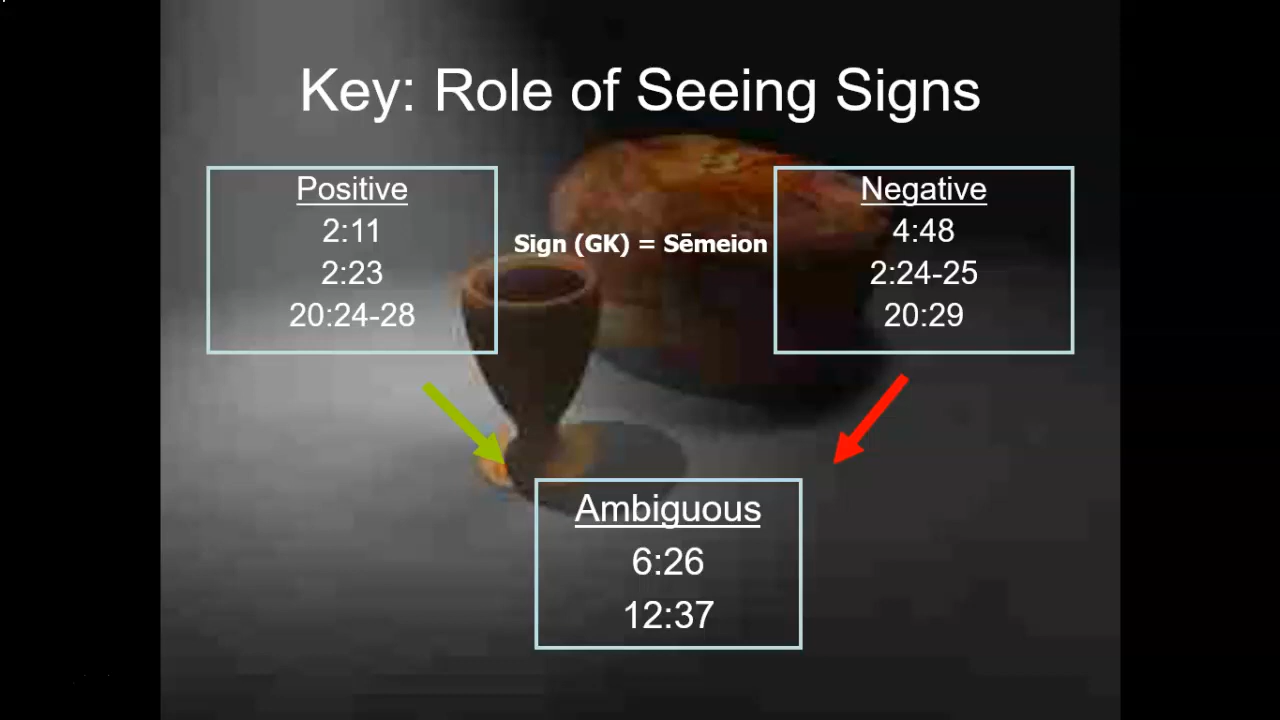 Key: Role of Seeing Signs
Positive
2:11
2:23
20:24-28
Sign (GK) = Sēmeion
Negative
4:48
2:24-25
20:29
Ambiguous
6:26
12:37